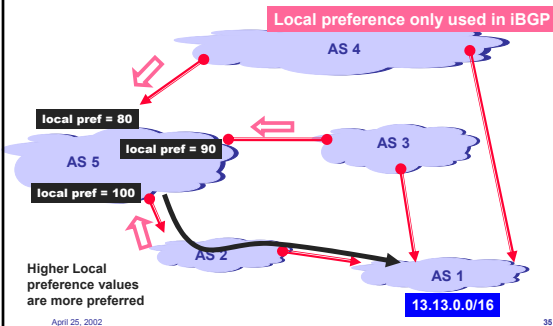 Local preference only used in iBGP
AS 4
local pref = 80
local pref = 90
AS 3
AS 5
local pref = 100
AS 2
AS 1
Higher Local
preference values
are more preferred
13.13.0.0/16
April 25, 2002
35